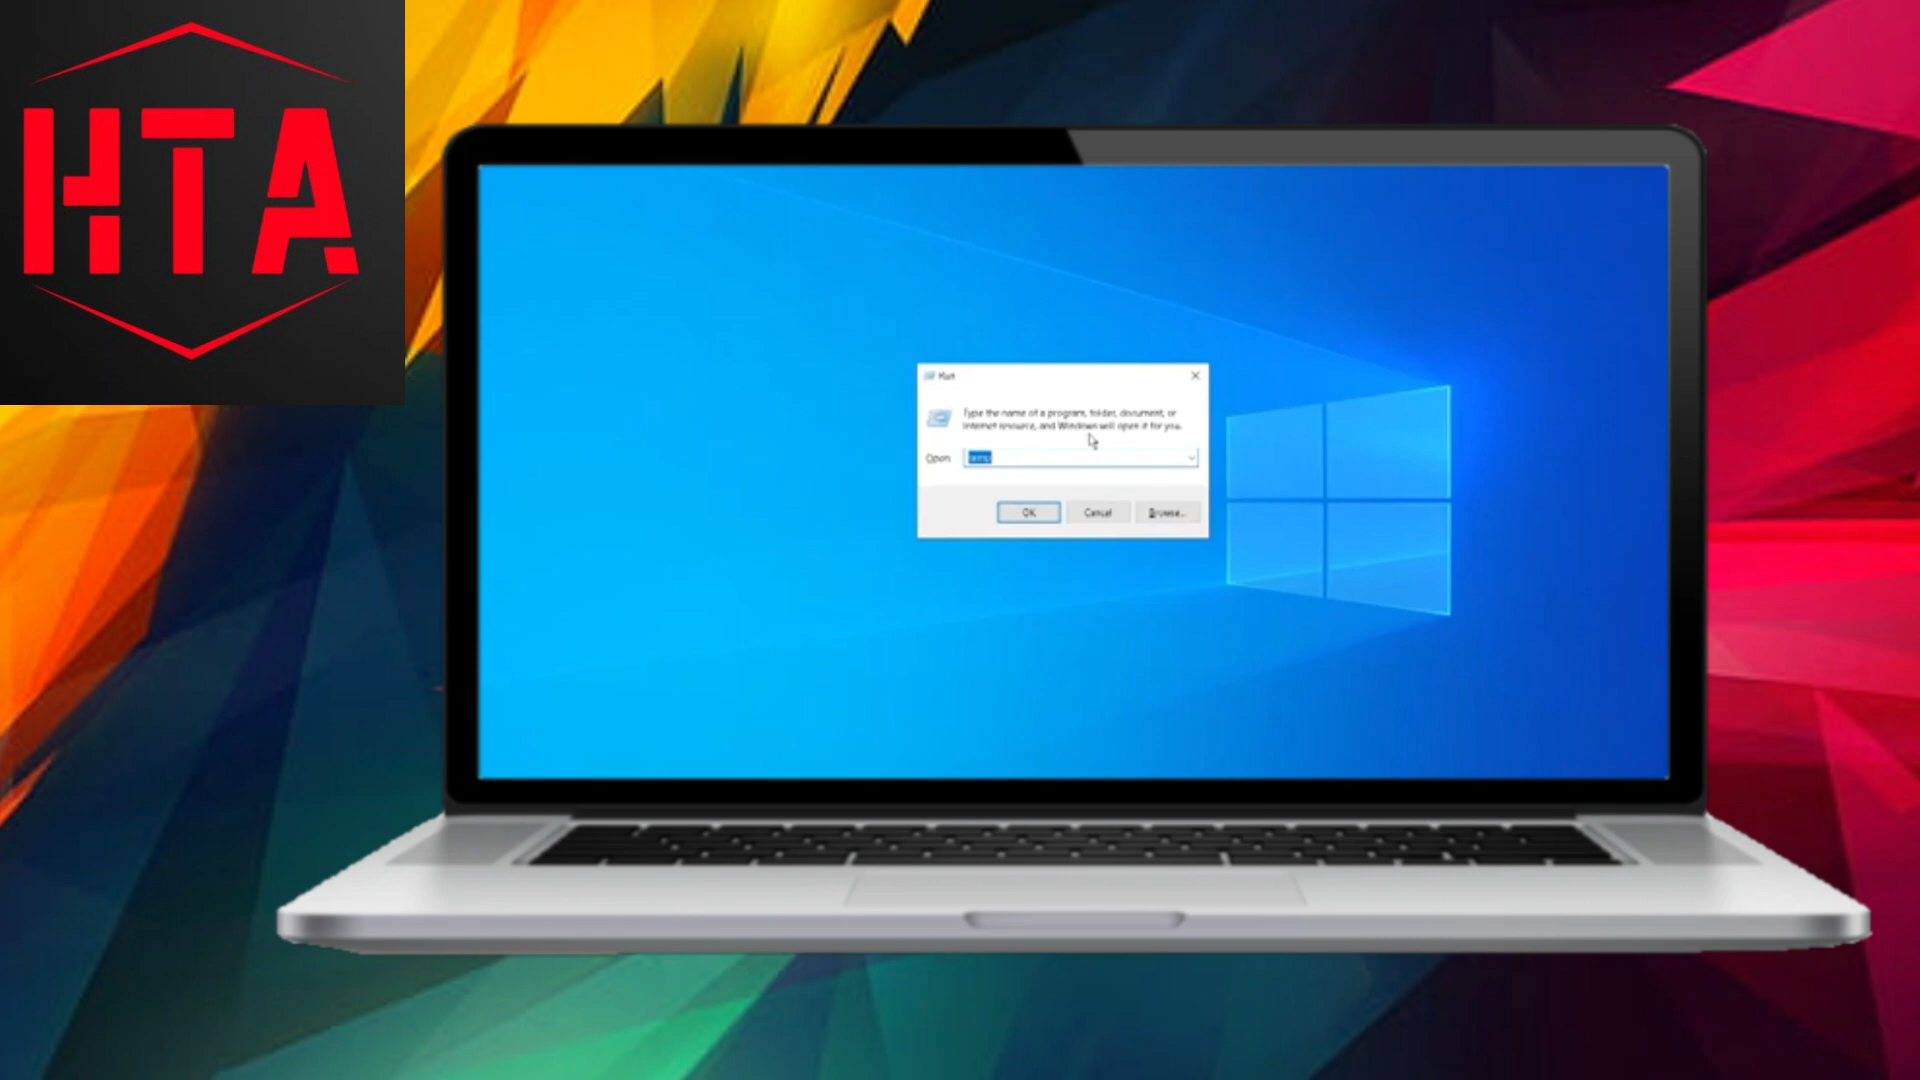 HTA
Run
Type the name of a program, folder, document, or
Internet resource, and Windows will open it for you.
Open:
temp
OK
Cancel
Browse...